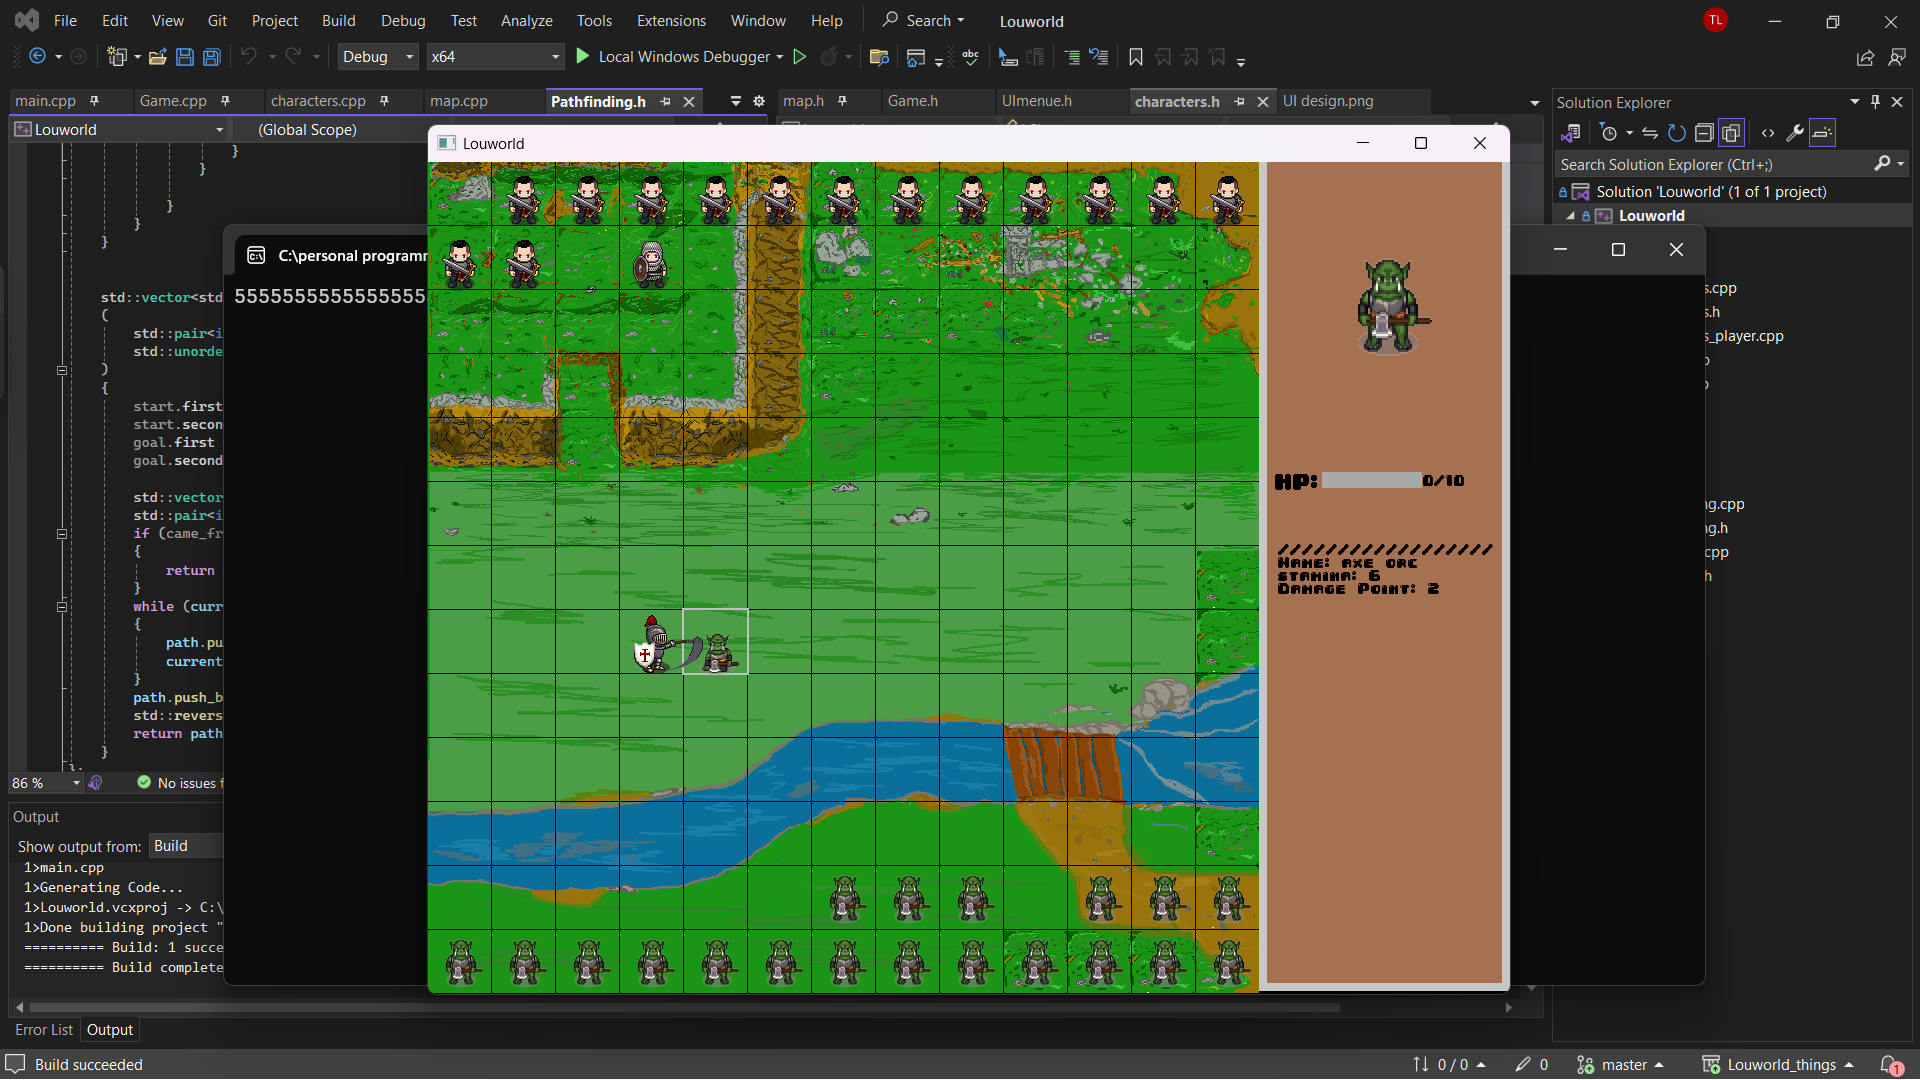 File Edit View Git Project Build Debug Test Analyze Tools Extensions Window Help Search Louworld TL
Debug x64 Local Windows Debugger
main.cpp Game.cpp characters.cpp map.cpp Pathfinding.h map.h Game.h UImenue.h characters.h UI design.png
Solution Explorer
Louworld (Global Scope)
Search Solution Explorer (Ctrl+;)
Solution 'Louworld' (1 of 1 project)
Louworld
}
}
}
}
}
std::vector<std
(
std::pair<i
std::unorde
)
{
start.first
start.secon
goal.first
goal.second
std::vector
std::pair<i
if (came_fr
{
return
}
while (curr
{
path.pu
current
}
path.push_b
std::revers
return path
}
};
86 % No issues f
C:\personal programm
5555555555555555
Louworld
HP: 0/10
/////////////////
Name: axe orc
stamina: 6
Damage Point: 2
s.cpp
s.h
s_player.cpp
ng.cpp
ng.h
cpp
h
Output
Show output from: Build
1>main.cpp
1>Generating Code...
1>Louworld.vcxproj -> C:\
1>Done building project "
========== Build: 1 succe
========== Build complete
Error List Output
Build succeeded 0 / 0 0 master Louworld_things 1